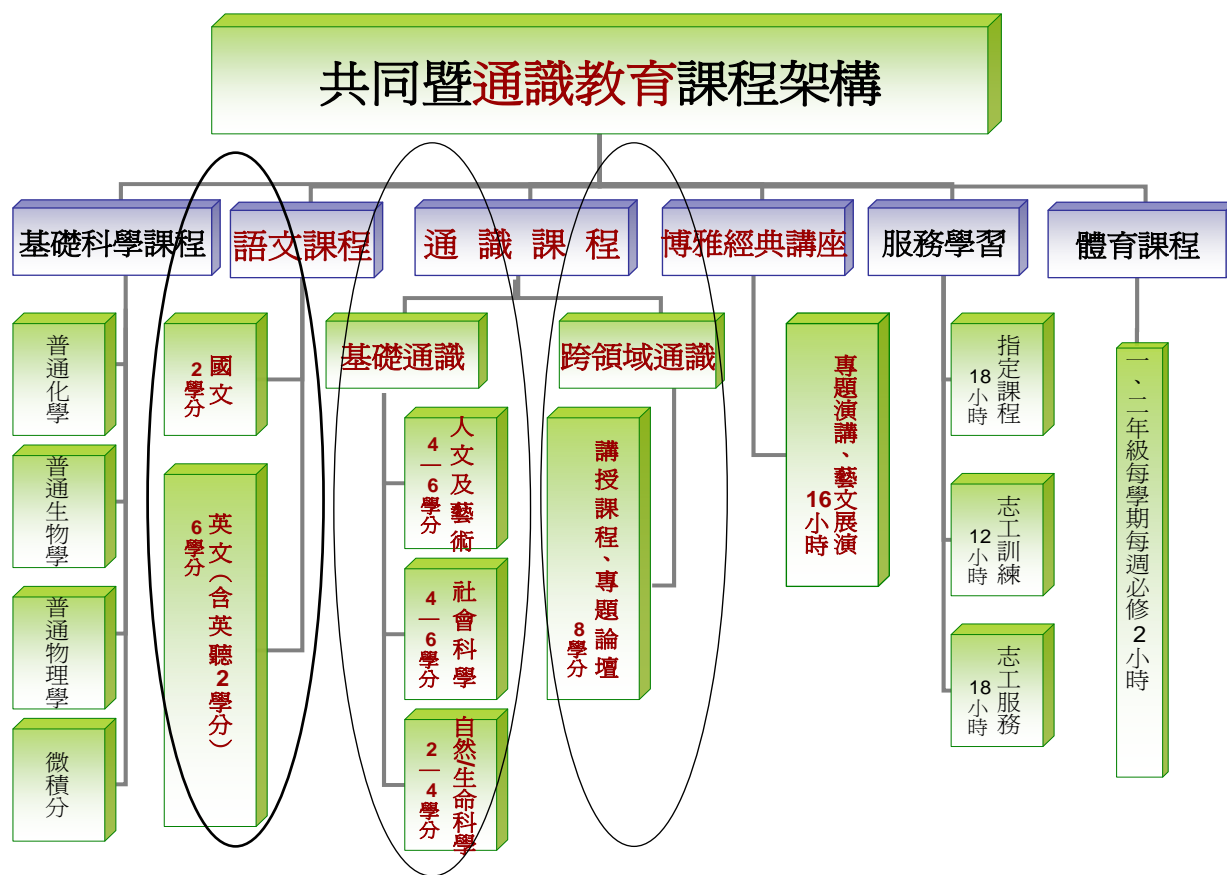 共同暨通識教育課程架構
基礎科學課程
語文課程
通識課程
博雅經典講座
服務學習
體育課程
普通化學
普通生物學
普通物理學
微積分
國文
2學分
英文(含英聽2學分)
6學分
基礎通識
人文及藝術
4—6學分
社會科學
4—6學分
自然/生命科學
2—4學分
跨領域通識
講授課程、專題論壇
8學分
專題演講、藝文展演
16小時
指定課程
18小時
志工訓練
12小時
志工服務
18小時
一、二年級每學期每週必修2小時